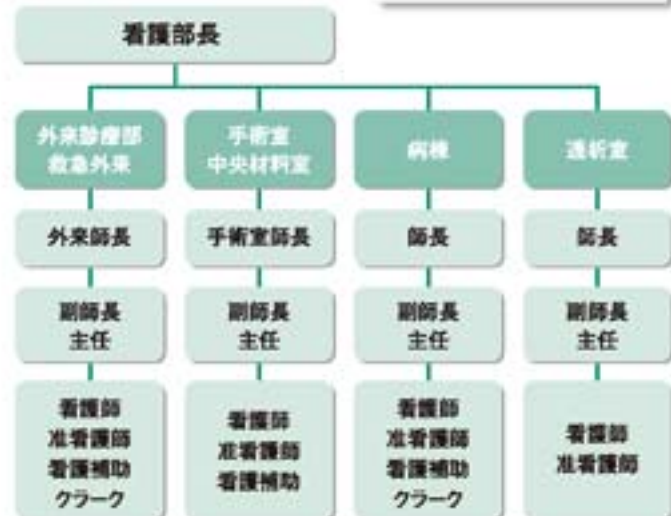 看護部長
外来診療部
救急外来
手術室
中央材料室
病棟
透析室
外来師長
手術室師長
師長
師長
副師長
主任
副師長
主任
副師長
主任
副師長
主任
看護師
准看護師
看護補助
クラーク
看護師
准看護師
看護補助
看護師
准看護師
看護補助
クラーク
看護師
准看護師